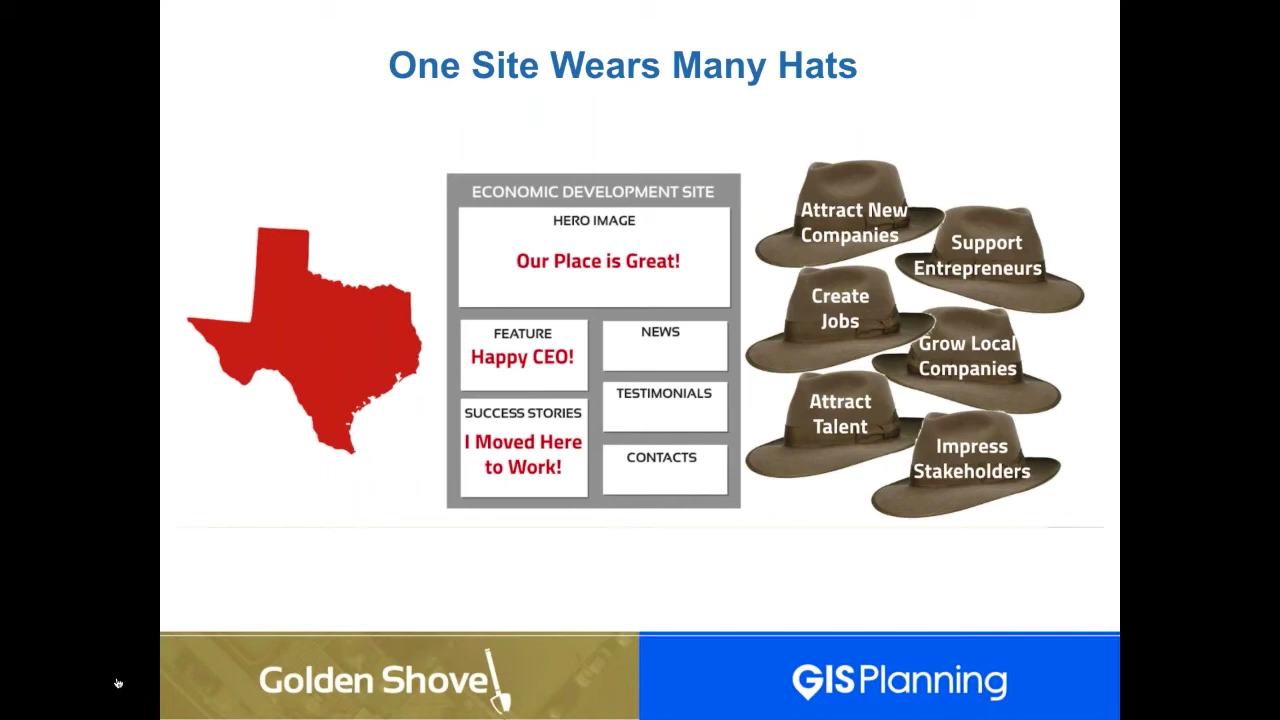 One Site Wears Many Hats
ECONOMIC DEVELOPMENT SITE
HERO IMAGE
Our Place is Great!
FEATURE
Happy CEO!
SUCCESS STORIES
I Moved Here
to Work!
NEWS
TESTIMONIALS
CONTACTS
Attract New
Companies
Support
Entrepreneurs
Create
Jobs
Grow Local
Companies
Attract
Talent
Impress
Stakeholders
Golden Shovel
GIS Planning